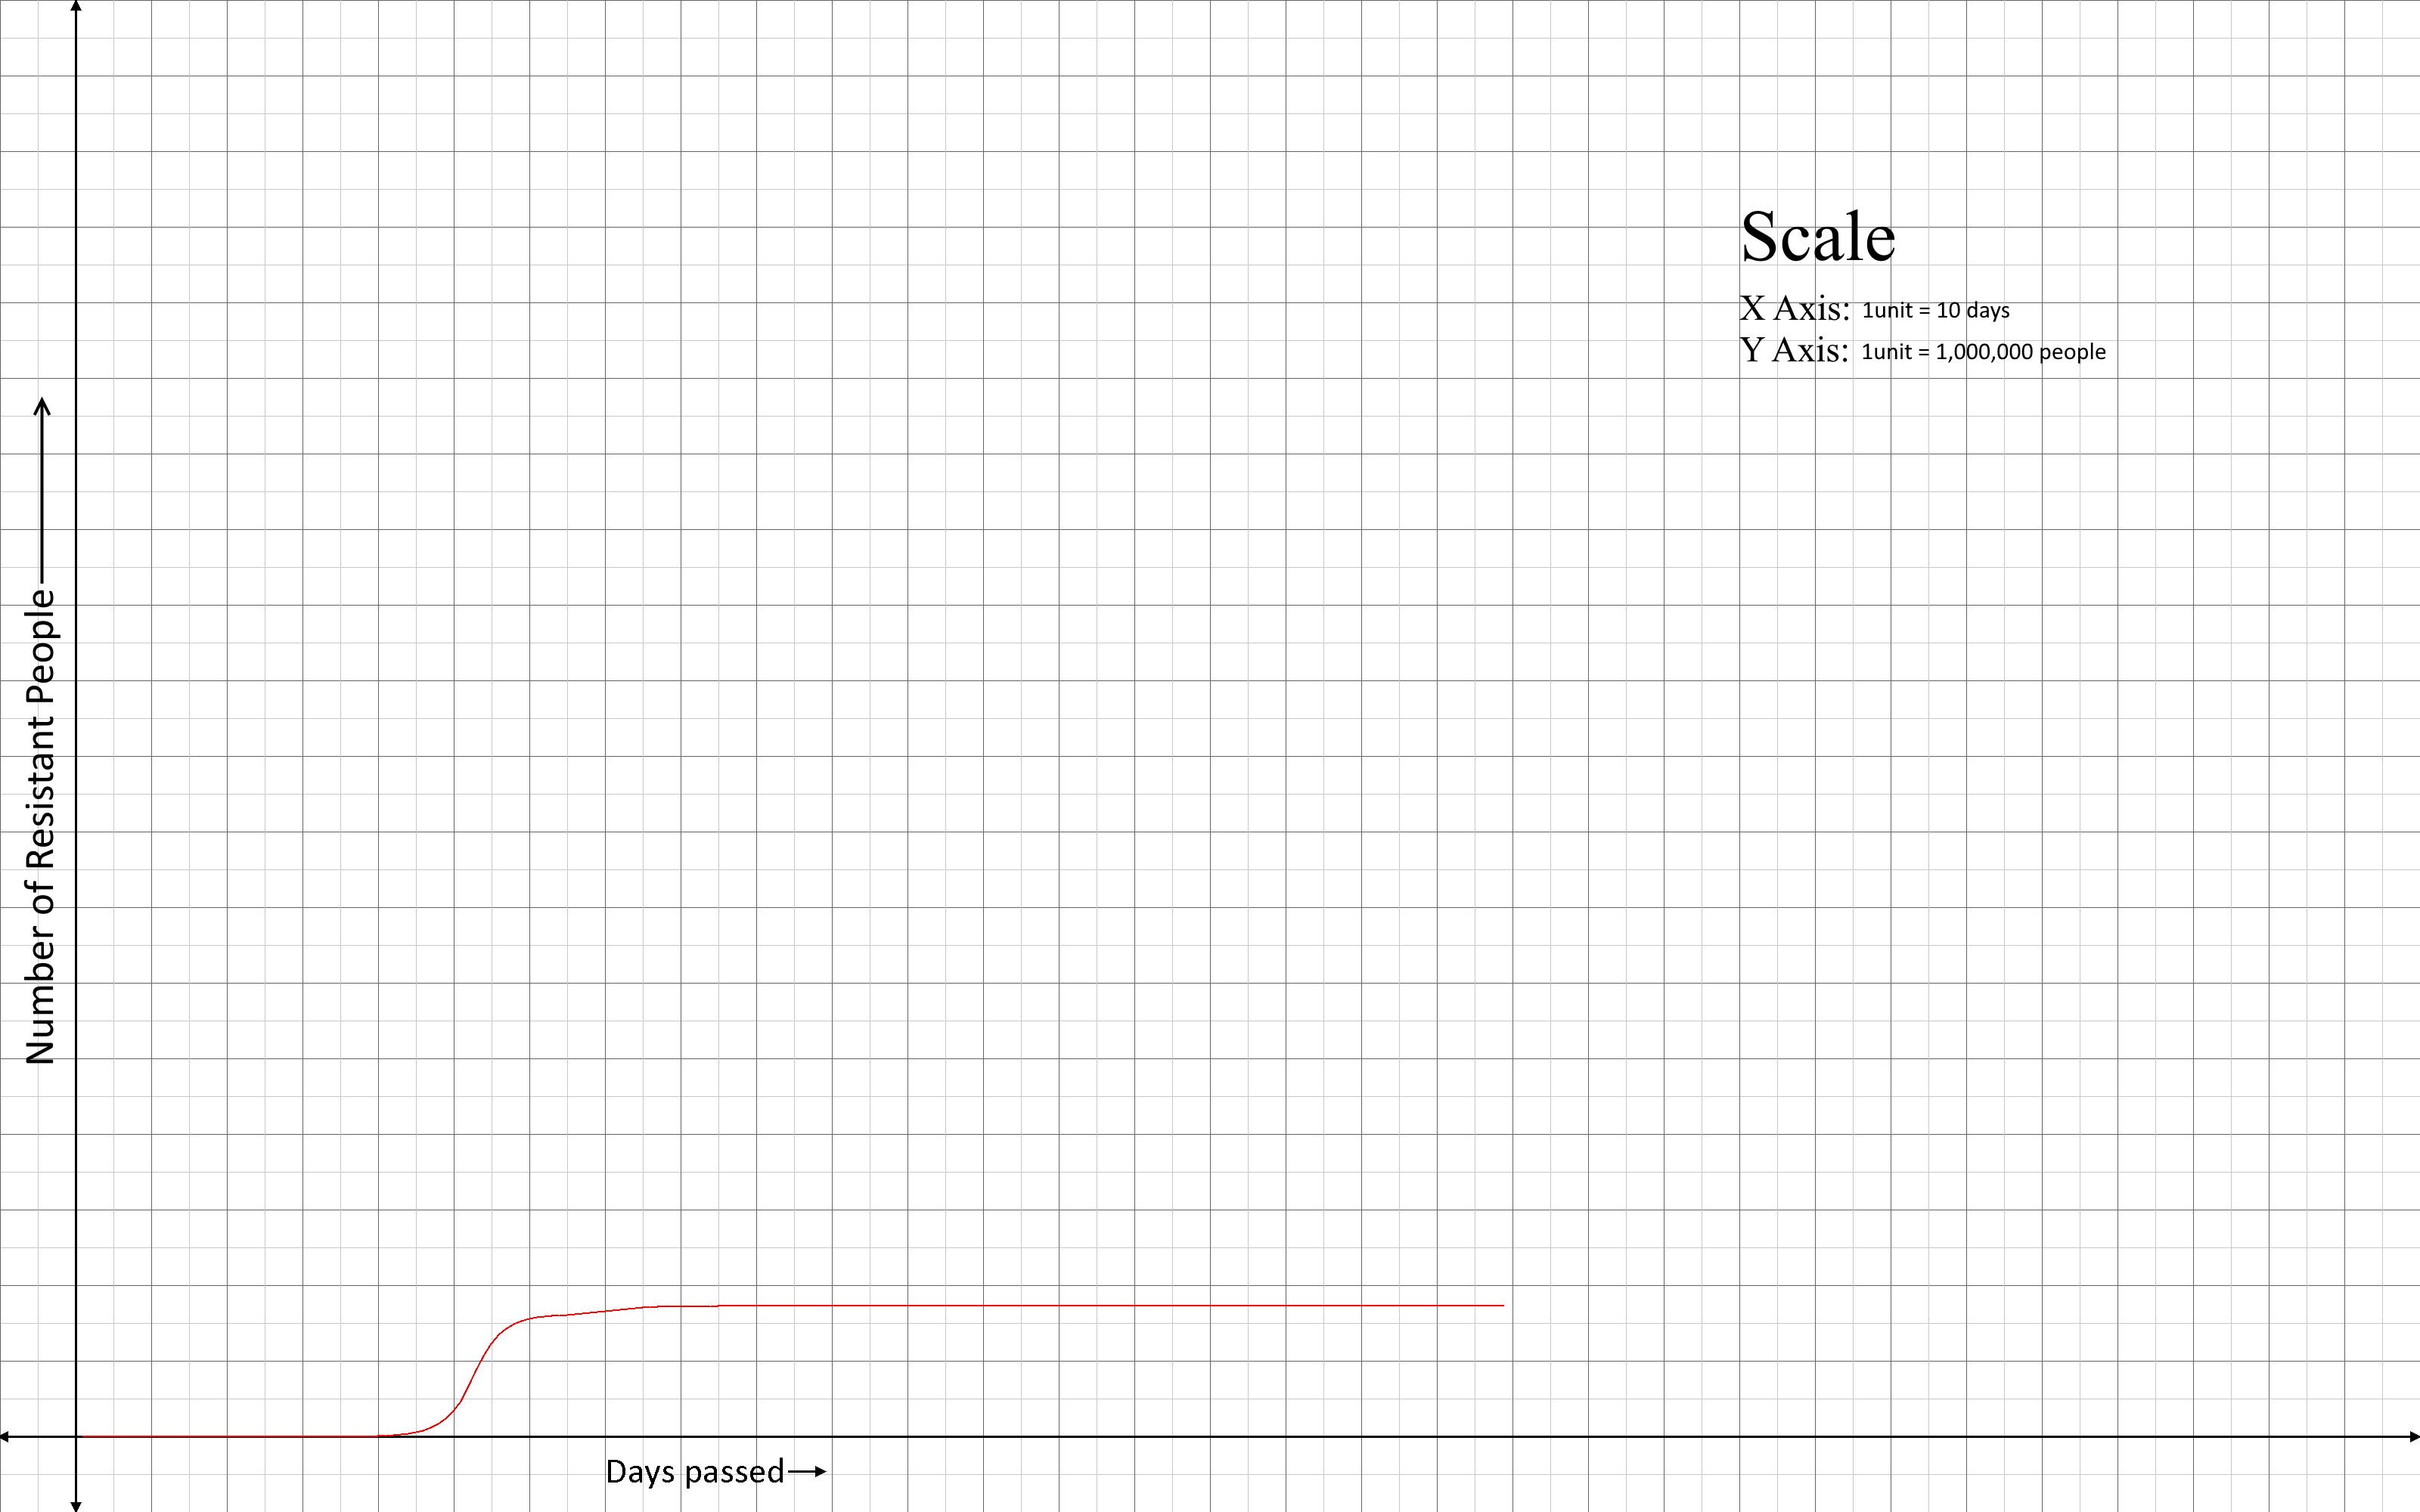 Scale
X Axis: 1unit = 10 days
Y Axis: 1unit = 1,000,000 people
Number of Resistant People
Days passed